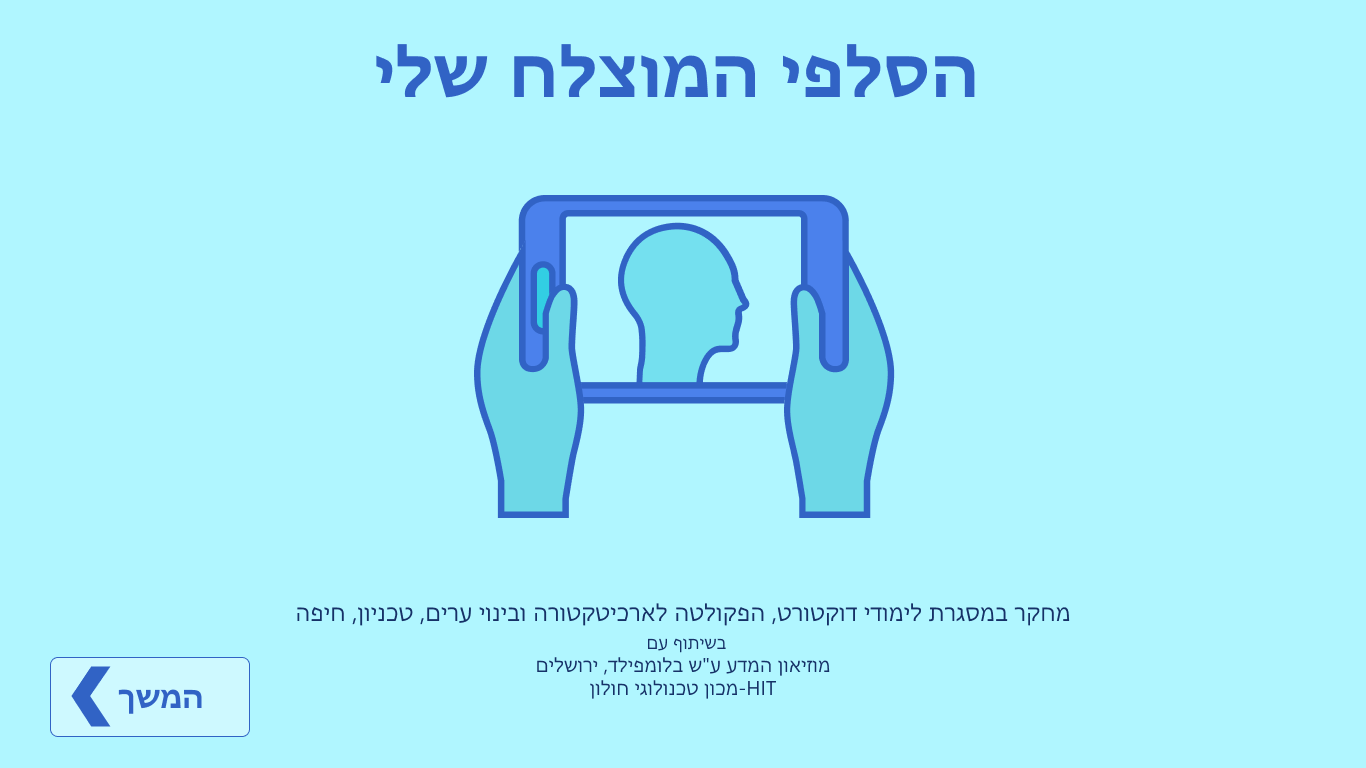 הסלפי המוצלח שלי
מחקר במסגרת לימודי דוקטורט, הפקולטה לארכיטקטורה ובינוי ערים, טכניון, חיפה
בשיתוף עם
מוזיאון המדע ע"ש בלומפילד, ירושלים
HIT-מכון טכנולוגי חולון
המשך